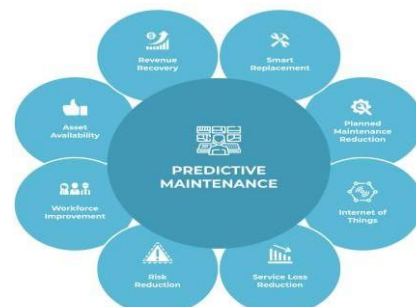 Revenue
Recovery
Smart
Replacement
Asset
Availability
Planned
Maintenance
Reduction
PREDICTIVE
MAINTENANCE
Workforce
Improvement
Internet of
Things
Risk
Reduction
Service Loss
Reduction